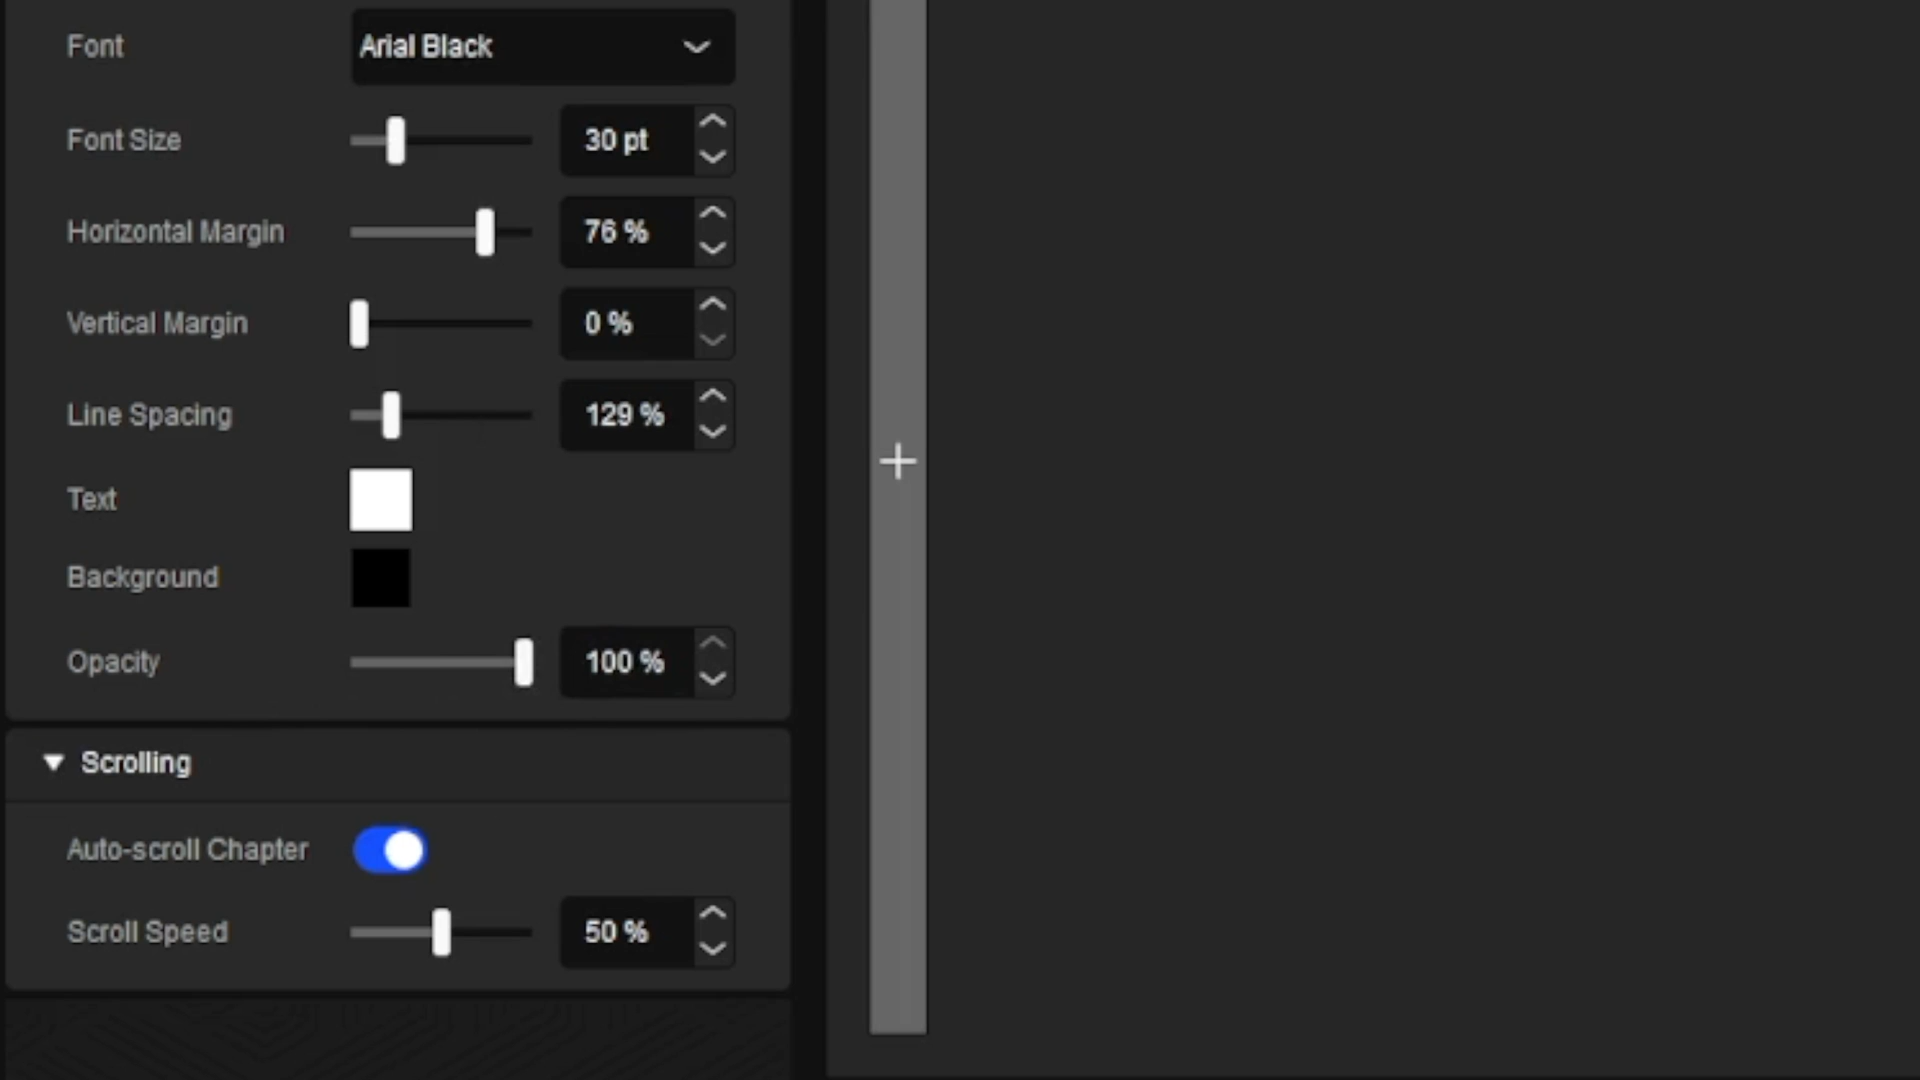 Font Arial Black
Font Size 30 pt
Horizontal Margin 76 %
Vertical Margin 0 %
Line Spacing 129 %
Text
Background
Opacity 100 %
Scrolling
Auto-scroll Chapter
Scroll Speed 50 %